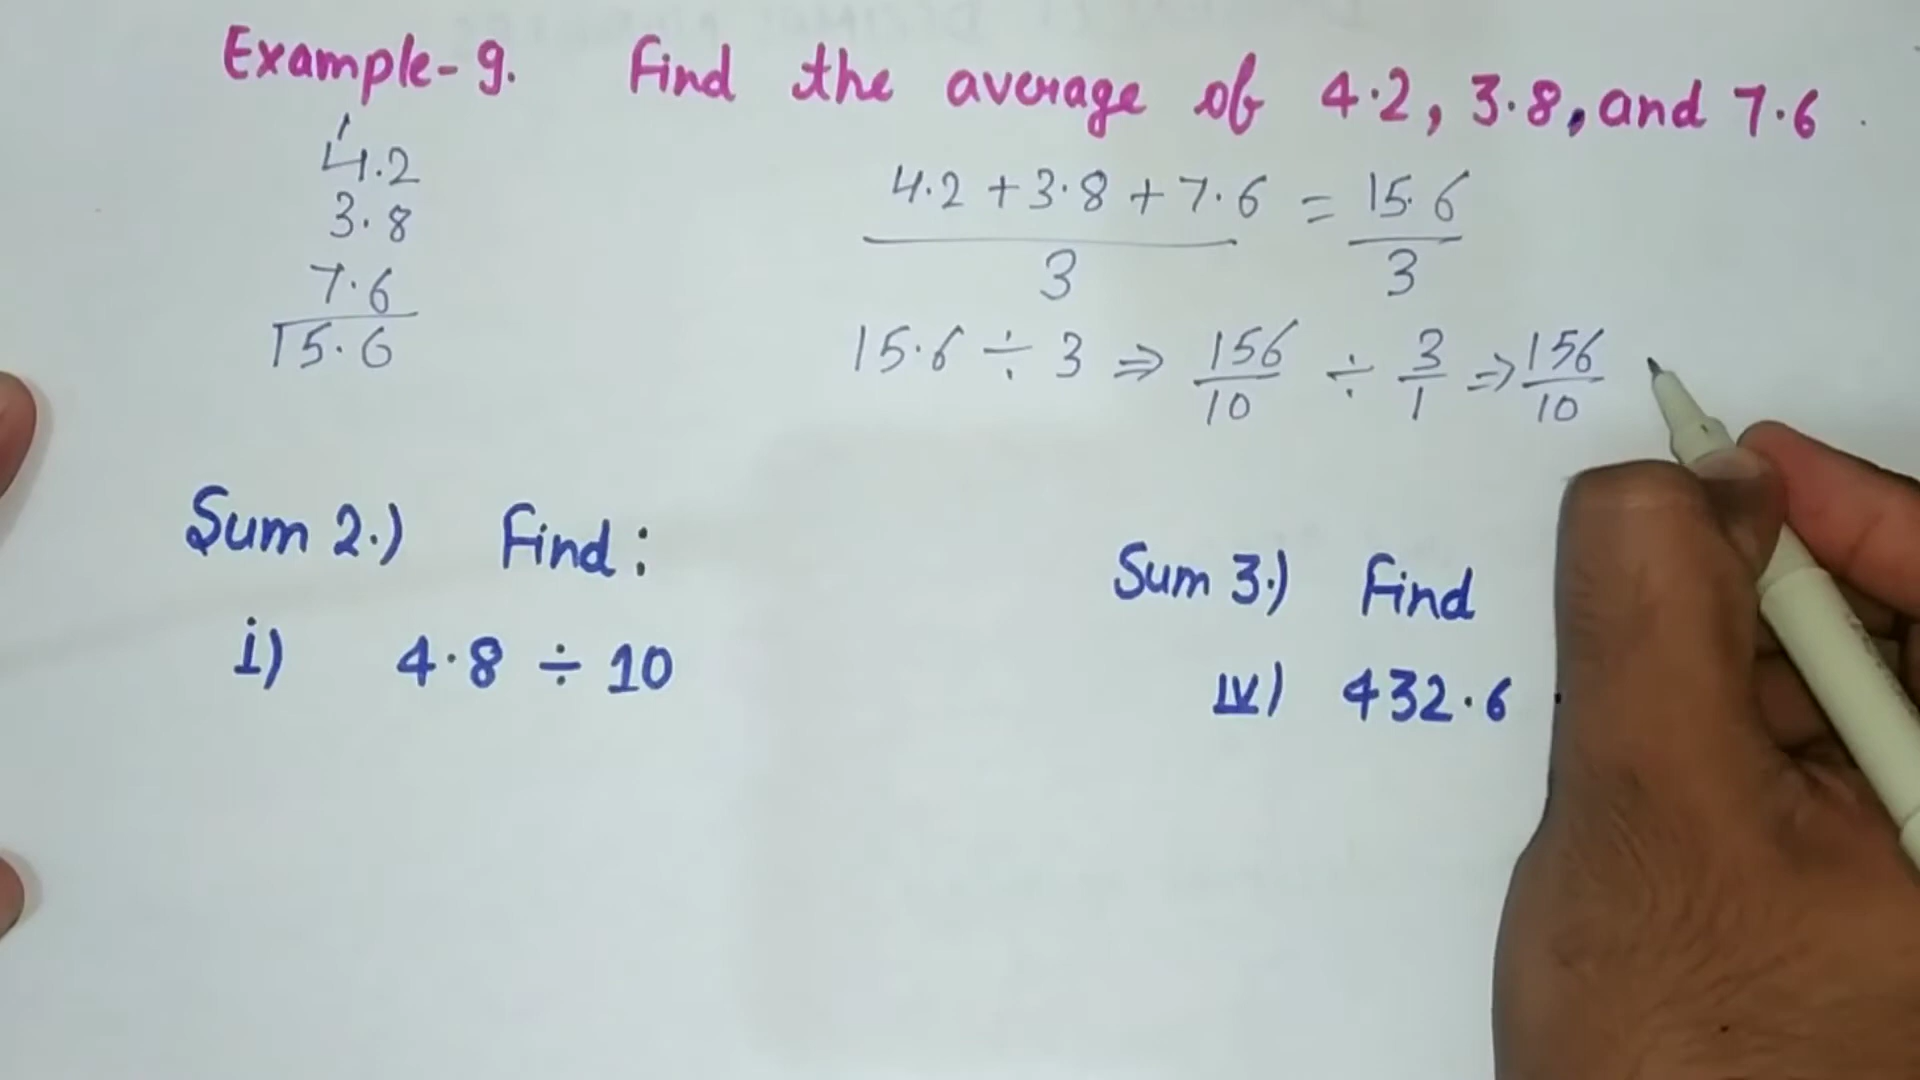 Example-9. Find the average of 4.2, 3.8, and 7.6
1
4.2
3.8
7.6
15.6
4.2 + 3.8 + 7.6 = 15.6
3 3
15.6 ÷ 3 ⇒ 156/10 ÷ 3/1 ⇒ 156/10
Sum 2.) Find:
i) 4.8 ÷ 10
Sum 3.) Find
iv) 432.6